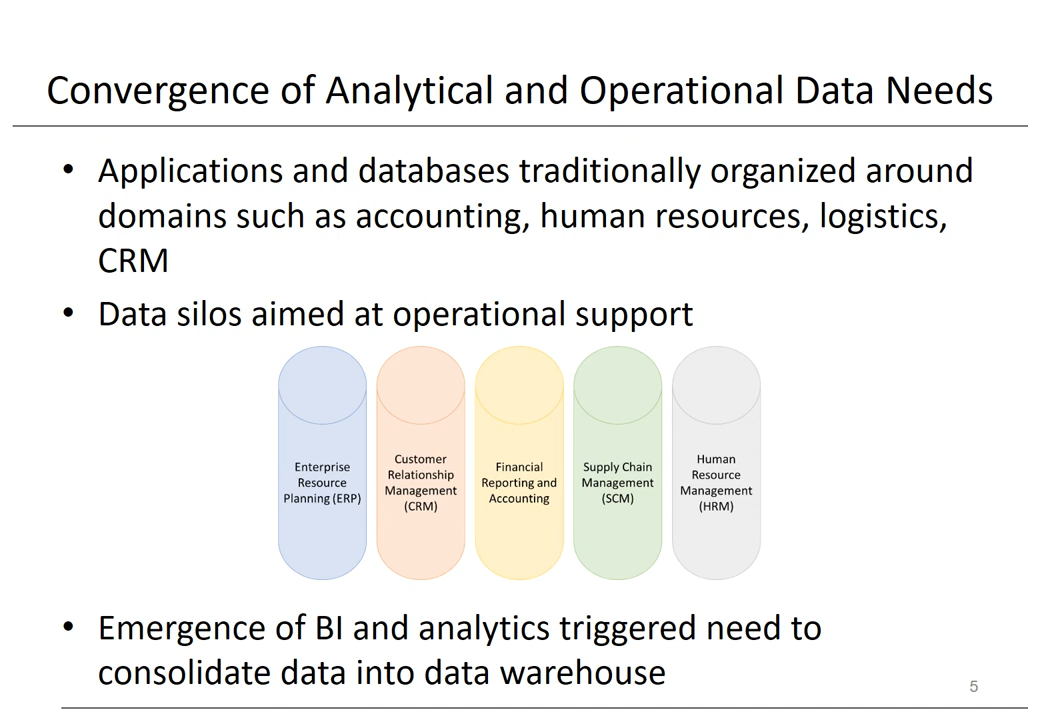 Convergence of Analytical and Operational Data Needs
• Applications and databases traditionally organized around
domains such as accounting, human resources, logistics,
CRM
• Data silos aimed at operational support
Enterprise
Resource
Planning (ERP)
Customer
Relationship
Management
(CRM)
Financial
Reporting and
Accounting
Supply Chain
Management
(SCM)
Human
Resource
Management
(HRM)
• Emergence of BI and analytics triggered need to
consolidate data into data warehouse
5